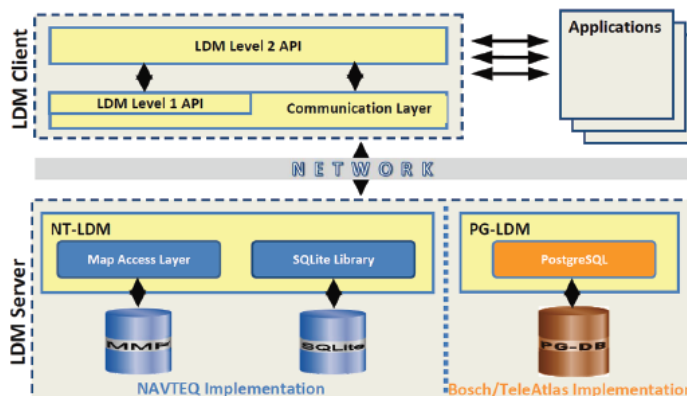 LDM Client
LDM Level 2 API
Applications
LDM Level 1 API
Communication Layer
NETWORK
LDM Server
NT-LDM
PG-LDM
Map Access Layer
SQLite Library
PostgreSQL
MMF
SQLite
PG-DB
NAVTEQ Implementation
Bosch/TeleAtlas Implementation